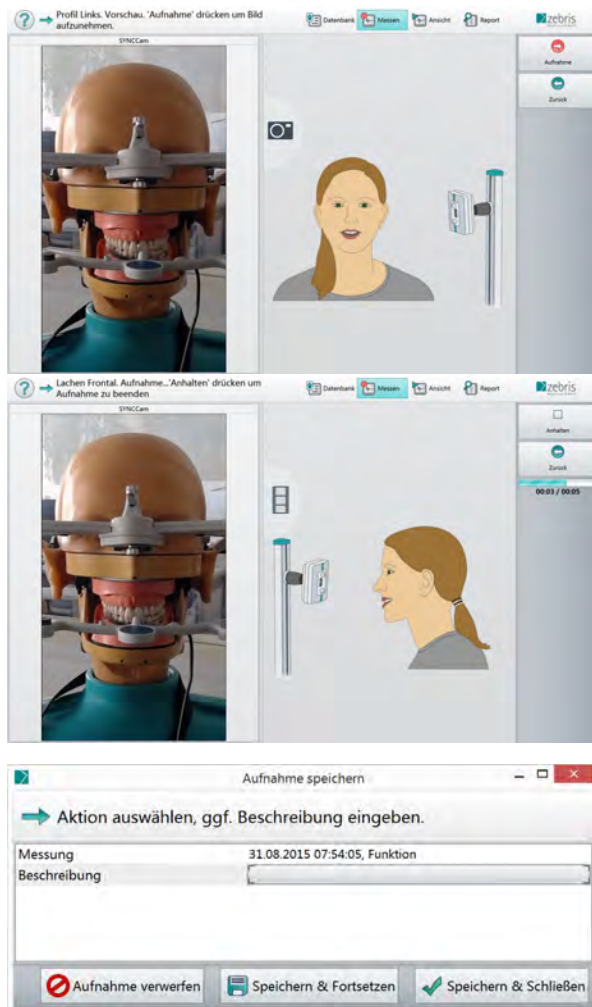 ? Profil Links. Vorschau. 'Aufnahme' drücken um Bild
aufzunehmen.
Datenbank Messen Ansicht Report zebris
SYNCCam
Aufnahme
Zurück
? Lachen Frontal. Aufnahme...'Anhalten' drücken um
Aufnahme zu beenden
Datenbank Messen Ansicht Report zebris
SYNCCam
Anhalten
Zurück
00:03 / 00:05
Aufnahme speichern
Aktion auswählen, ggf. Beschreibung eingeben.
Messung 31.08.2015 07:54:05, Funktion
Beschreibung
Aufnahme verwerfen Speichern & Fortsetzen Speichern & Schließen